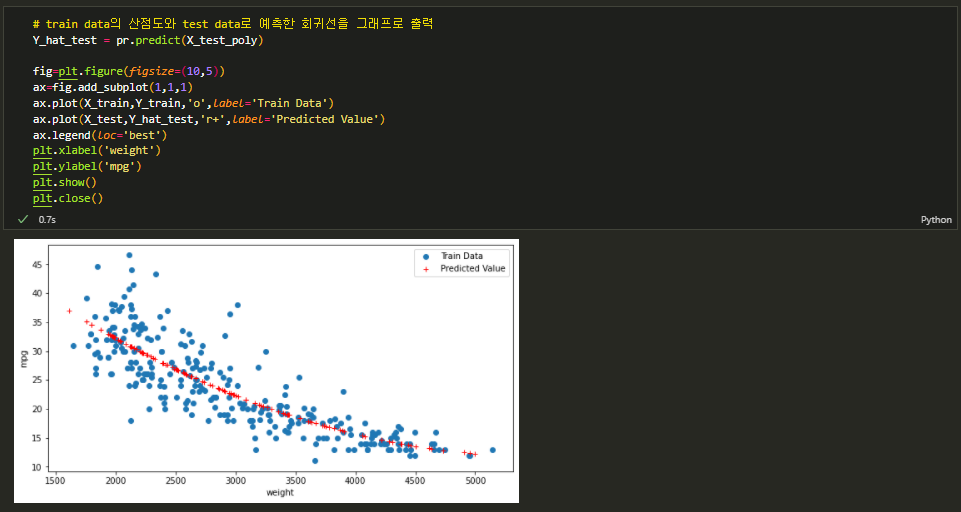 # train data의 산점도와 test data로 예측한 회귀선을 그래프로 출력
Y_hat_test = pr.predict(X_test_poly)
fig=plt.figure(figsize=(10,5))
ax=fig.add_subplot(1,1,1)
ax.plot(X_train,Y_train,'o',label='Train Data')
ax.plot(X_test,Y_hat_test,'r+',label='Predicted Value')
ax.legend(loc='best')
plt.xlabel('weight')
plt.ylabel('mpg')
plt.show()
plt.close()
0.7s
Python
Train Data
Predicted Value
45
40
35
30
25
20
15
10
mpg
1500 2000 2500 3000 3500 4000 4500 5000
weight